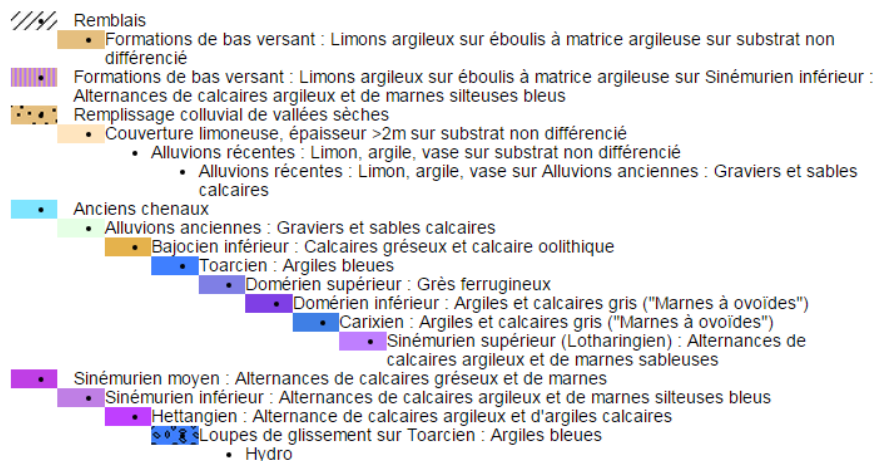 Remblais
Formations de bas versant : Limons argileux sur éboulis à matrice argileuse sur substrat non
différencié
Formations de bas versant : Limons argileux sur éboulis à matrice argileuse sur Sinémurien inférieur :
Alternances de calcaires argileux et de marnes silteuses bleus
Remplissage colluvial de vallées sèches
Couverture limoneuse, épaisseur >2m sur substrat non différencié
Alluvions récentes : Limon, argile, vase sur substrat non différencié
Alluvions récentes : Limon, argile, vase sur Alluvions anciennes : Graviers et sables
calcaires
Anciens chenaux
Alluvions anciennes : Graviers et sables calcaires
Bajocien inférieur : Calcaires gréseux et calcaire oolithique
Toarcien : Argiles bleues
Domérien supérieur : Grès ferrugineux
Domérien inférieur : Argiles et calcaires gris ("Marnes à ovoïdes")
Carixien : Argiles et calcaires gris ("Marnes à ovoïdes")
Sinémurien supérieur (Lotharingien) : Alternances de
calcaires argileux et de marnes sableuses
Sinémurien moyen : Alternances de calcaires gréseux et de marnes
Sinémurien inférieur : Alternances de calcaires argileux et de marnes silteuses bleus
Hettangien : Alternance de calcaires argileux et d'argiles calcaires
Loupes de glissement sur Toarcien : Argiles bleues
Hydro